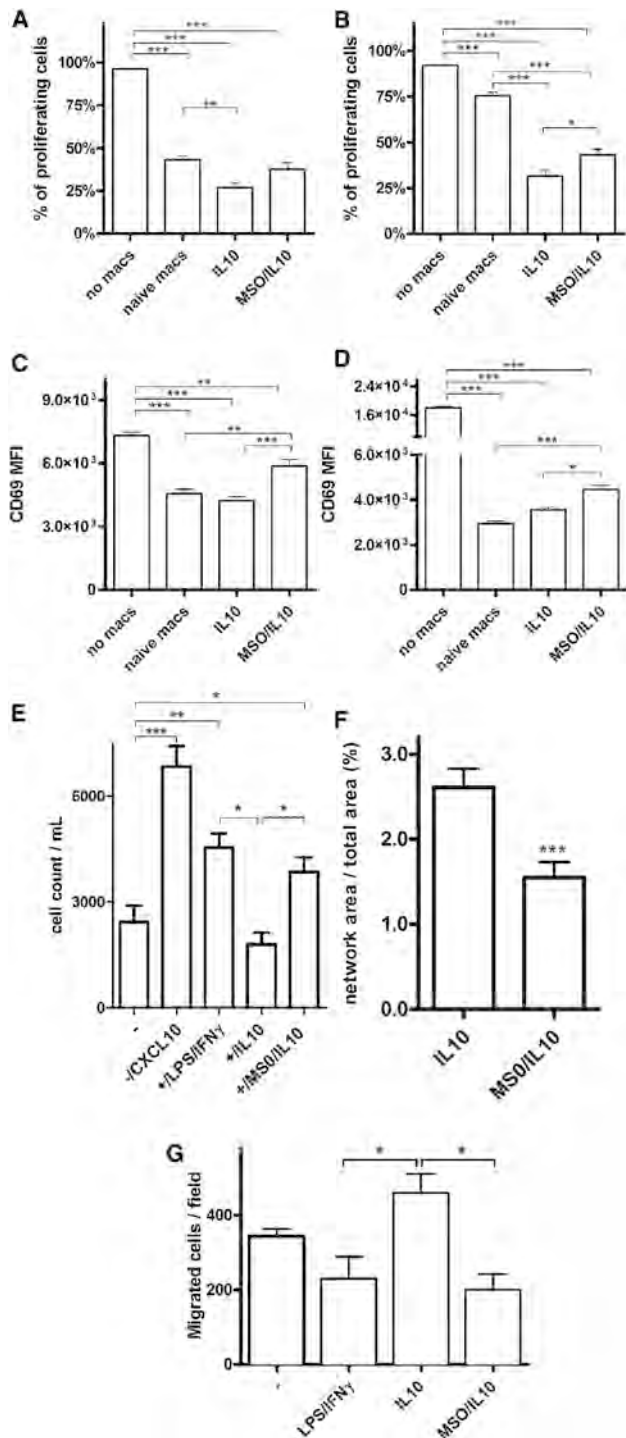 A
% of proliferating cells
100%
75%
50%
25%
0%
***
***
***
**
no macs
naive macs
IL10
MSO/IL10
B
% of proliferating cells
100%
75%
50%
25%
0%
***
***
***
***
***
*
no macs
naive macs
IL10
MSO/IL10
C
CD69 MFI
9.0×10³
6.0×10³
3.0×10³
0
**
***
***
**
***
no macs
naive macs
IL10
MSO/IL10
D
CD69 MFI
2.4×10⁴
1.6×10⁴
6.0×10³
4.0×10³
2.0×10³
0
***
***
***
***
*
no macs
naive macs
IL10
MSO/IL10
E
cell count / mL
6000
3000
0
*
**
***
*
*
-
-/CXCL10
+/LPS/IFNγ
+/IL10
+/MS0/IL10
F
network area / total area (%)
3.0
2.0
1.0
0.0
***
IL10
MS0/IL10
G
Migrated cells / field
400
200
0
*
*
-
LPS/IFNγ
IL10
MSO/IL10